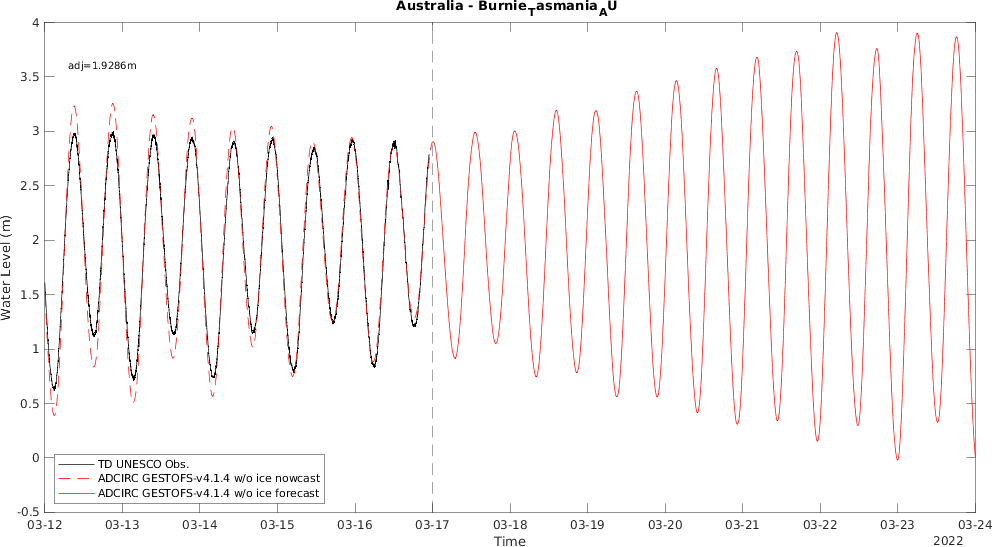 Australia - Burnie_Tasmania_AU
adj=1.9286m
4
3.5
3
2.5
2
1.5
1
0.5
0
-0.5
Water Level (m)
TD UNESCO Obs.
ADCIRC GESTOFS-v4.1.4 w/o ice nowcast
ADCIRC GESTOFS-v4.1.4 w/o ice forecast
03-12 03-13 03-14 03-15 03-16 03-17 03-18 03-19 03-20 03-21 03-22 03-23 03-24
Time
2022